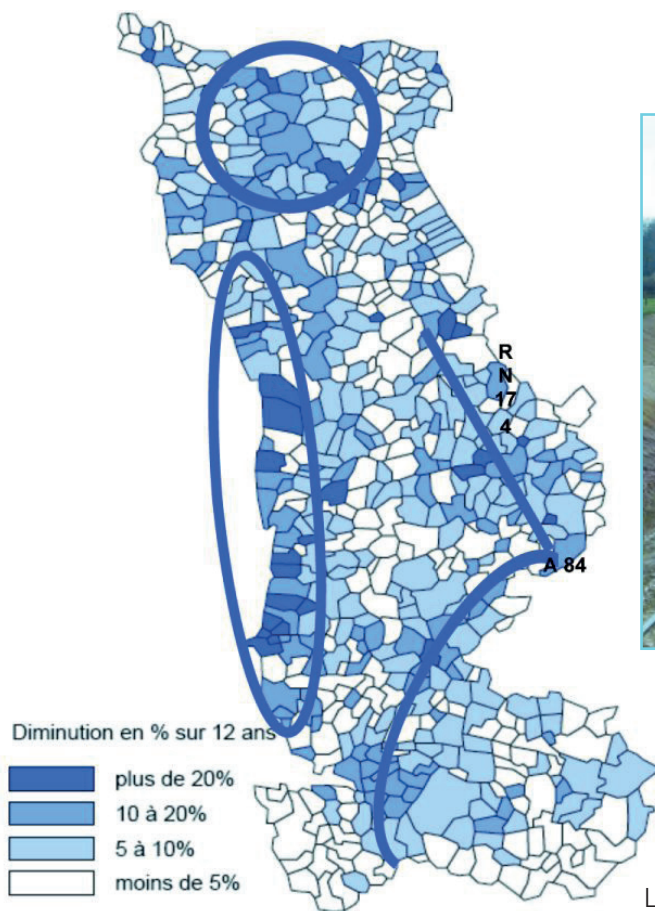 R
N
17
4
A 84
Diminution en % sur 12 ans
plus de 20%
10 à 20%
5 à 10%
moins de 5%
L